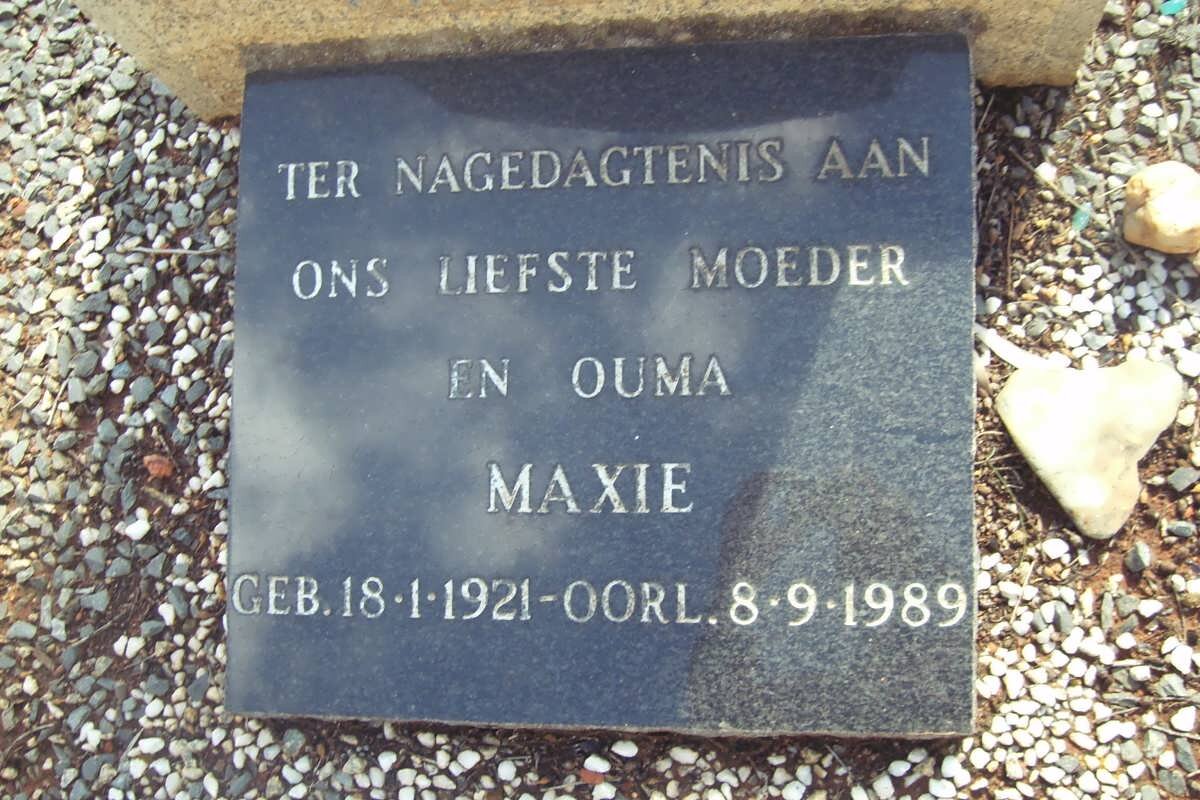 TER NAGEDAGTENIS AAN
ONS LIEFSTE MOEDER
EN OUMA
MAXIE
GEB. 18·1·1921-OORL. 8·9·1989